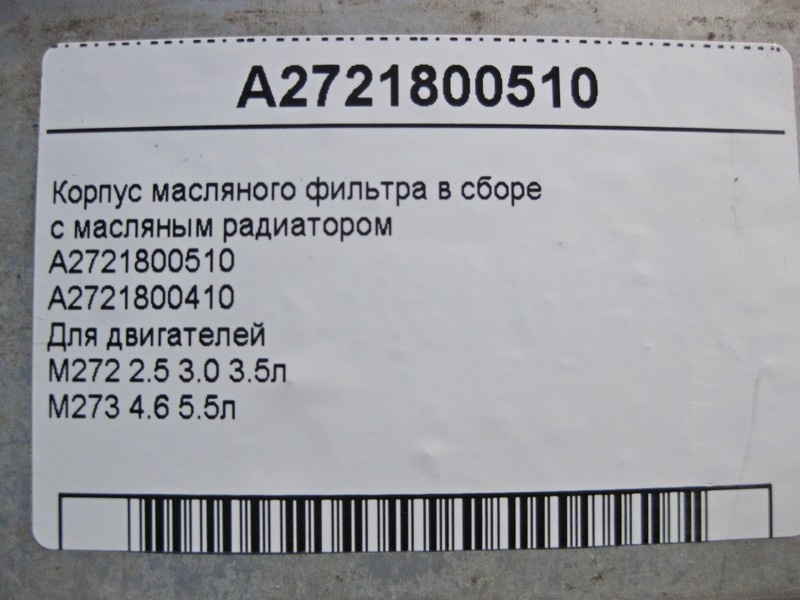 A2721800510
Корпус масляного фильтра в сборе
с масляным радиатором
A2721800510
A2721800410
Для двигателей
M272 2.5 3.0 3.5л
M273 4.6 5.5л